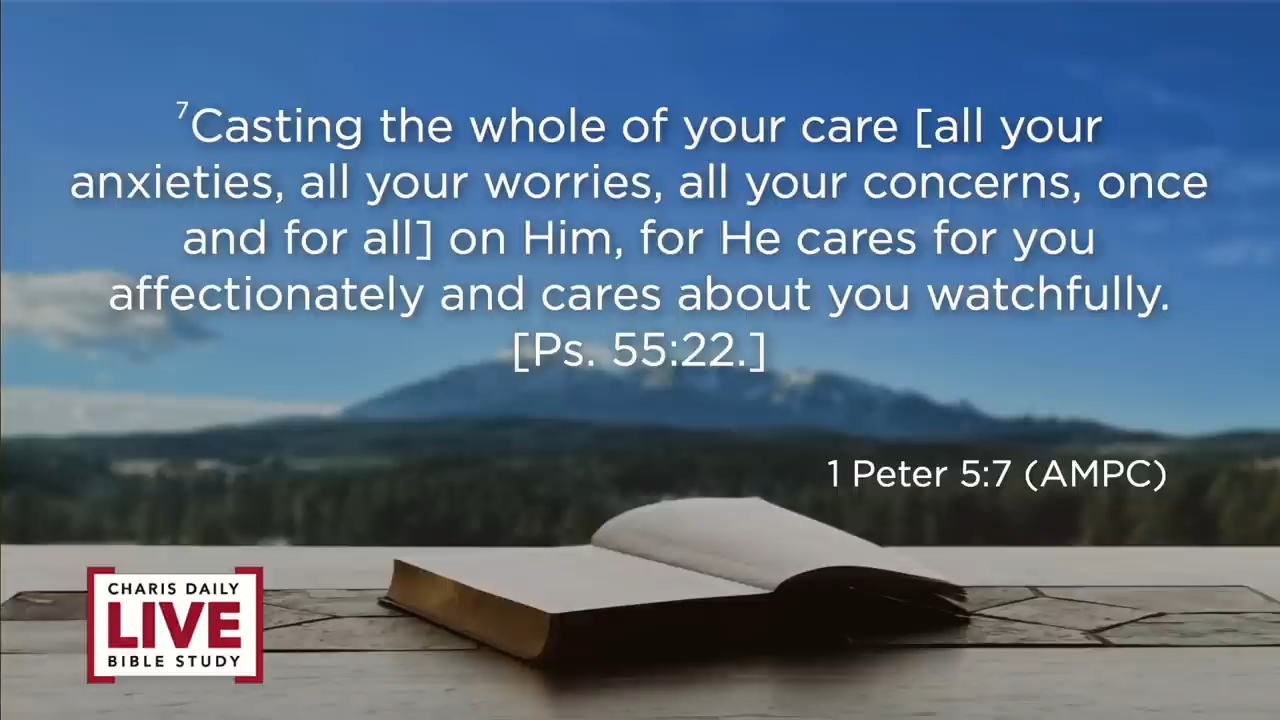 ⁷Casting the whole of your care [all your
anxieties, all your worries, all your concerns, once
and for all] on Him, for He cares for you
affectionately and cares about you watchfully.
[Ps. 55:22.]
1 Peter 5:7 (AMPC)
CHARIS DAILY
LIVE
BIBLE STUDY